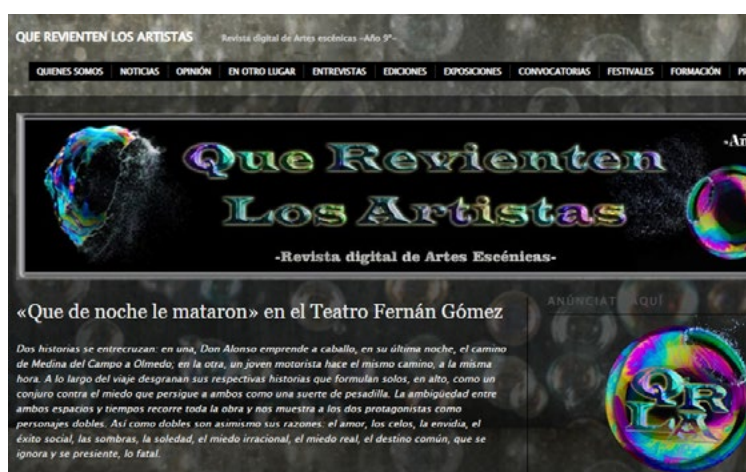 QUE REVIENTEN LOS ARTISTAS
Revista digital de Artes escénicas –Año 9º–
QUIENES SOMOS NOTICIAS OPINIÓN EN OTRO LUGAR ENTREVISTAS EDICIONES EXPOSICIONES CONVOCATORIAS FESTIVALES FORMACIÓN
Que Revienten
Los Artistas
-Revista digital de Artes Escénicas-
«Que de noche le mataron» en el Teatro Fernán Gómez
ANÚNCIATE AQUÍ
Dos historias se entrecruzan: en una, Don Alonso emprende a caballo, en su última noche, el camino
de Medina del Campo a Olmedo; en la otra, un joven motorista hace el mismo camino, a la misma
hora. A lo largo del viaje desgranan sus respectivas historias que formulan solos, en alto, como un
conjuro contra el miedo que persigue a ambos como una suerte de pesadilla. La ambigüedad entre
ambos espacios y tiempos recorre toda la obra y nos muestra a los dos protagonistas como
personajes dobles. Así como dobles son asimismo sus razones: el amor, los celos, la envidia, el
éxito social, las sombras, la soledad, el miedo irracional, el miedo real, el destino común, que se
ignora y se presiente, lo fatal.
QR
LA